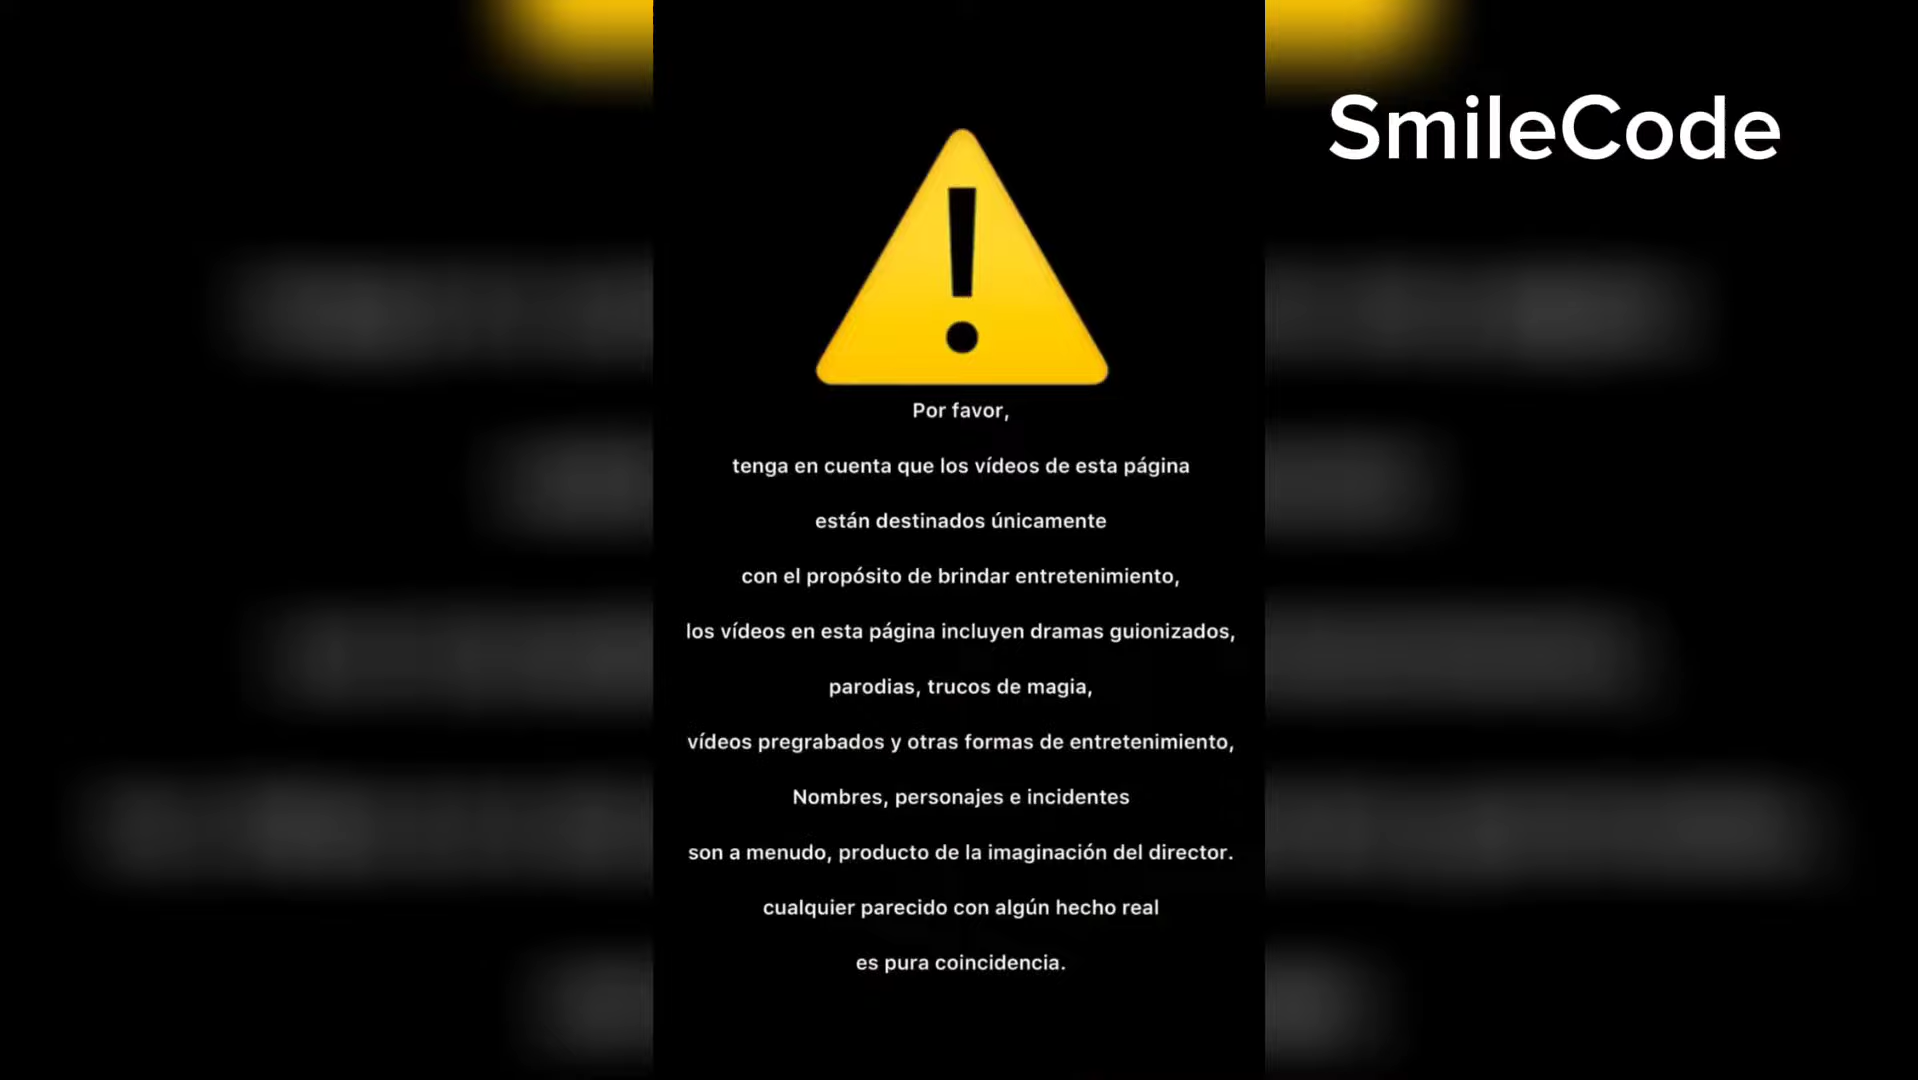 SmileCode
Por favor,
tenga en cuenta que los vídeos de esta página
están destinados únicamente
con el propósito de brindar entretenimiento,
los vídeos en esta página incluyen dramas guionizados,
parodias, trucos de magia,
vídeos pregrabados y otras formas de entretenimiento,
Nombres, personajes e incidentes
son a menudo, producto de la imaginación del director.
cualquier parecido con algún hecho real
es pura coincidencia.